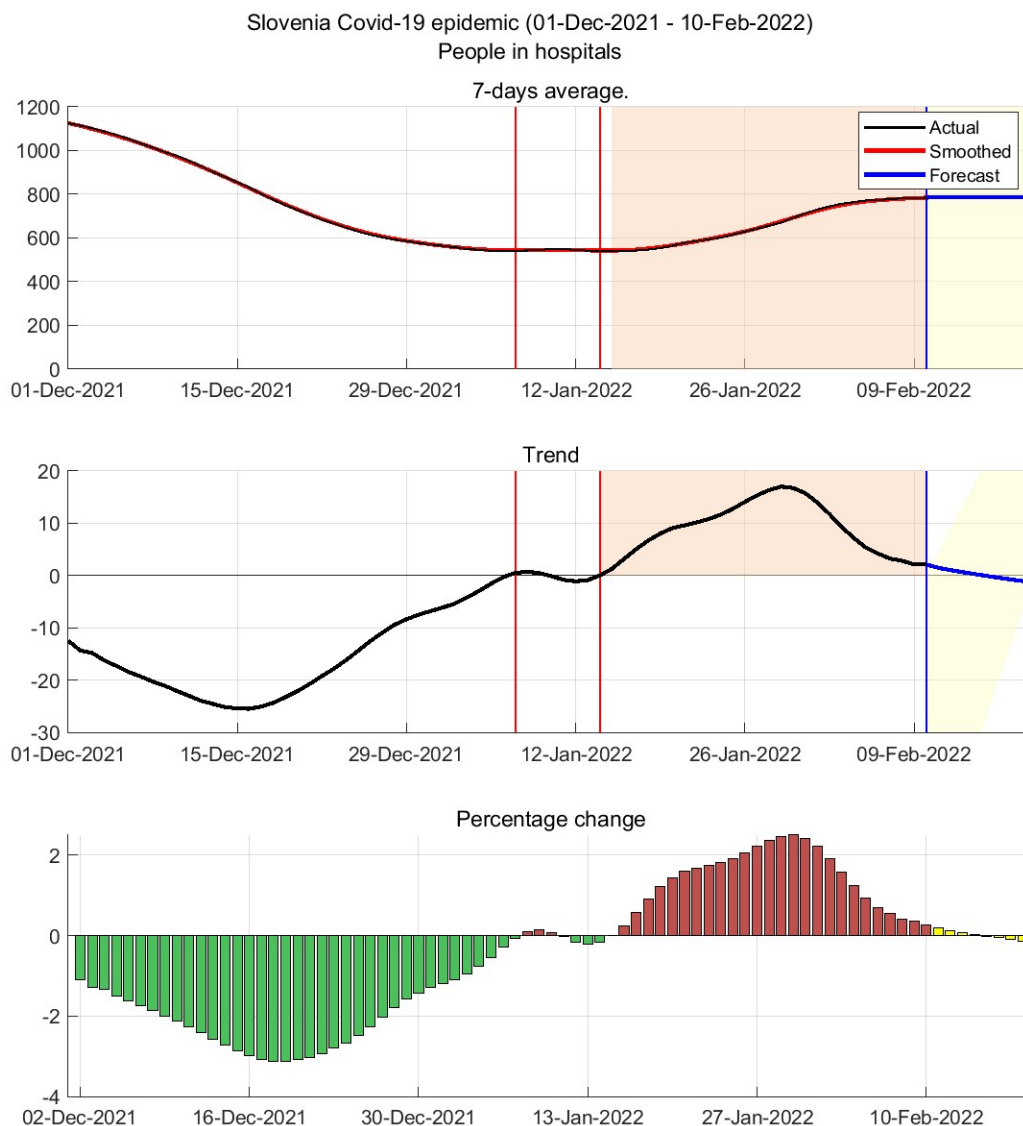 Slovenia Covid-19 epidemic (01-Dec-2021 - 10-Feb-2022)
People in hospitals
7-days average.
1200
1000
800
600
400
200
0
Actual
Smoothed
Forecast
01-Dec-2021 15-Dec-2021 29-Dec-2021 12-Jan-2022 26-Jan-2022 09-Feb-2022
Trend
20
10
0
-10
-20
-30
01-Dec-2021 15-Dec-2021 29-Dec-2021 12-Jan-2022 26-Jan-2022 09-Feb-2022
Percentage change
2
0
-2
-4
02-Dec-2021 16-Dec-2021 30-Dec-2021 13-Jan-2022 27-Jan-2022 10-Feb-2022